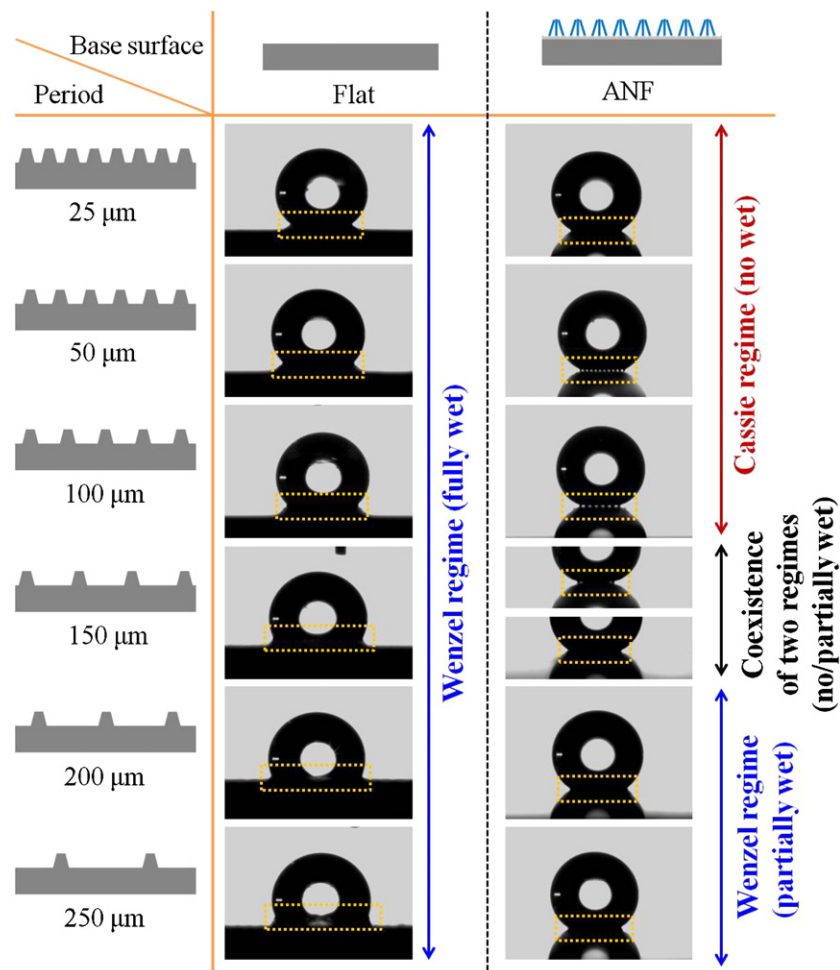 Base surface
Period
Flat
ANF
25 μm
50 μm
100 μm
150 μm
200 μm
250 μm
Wenzel regime (fully wet)
Cassie regime (no wet)
Coexistence
of two regimes
(no/partially wet)
Wenzel regime
(partially wet)